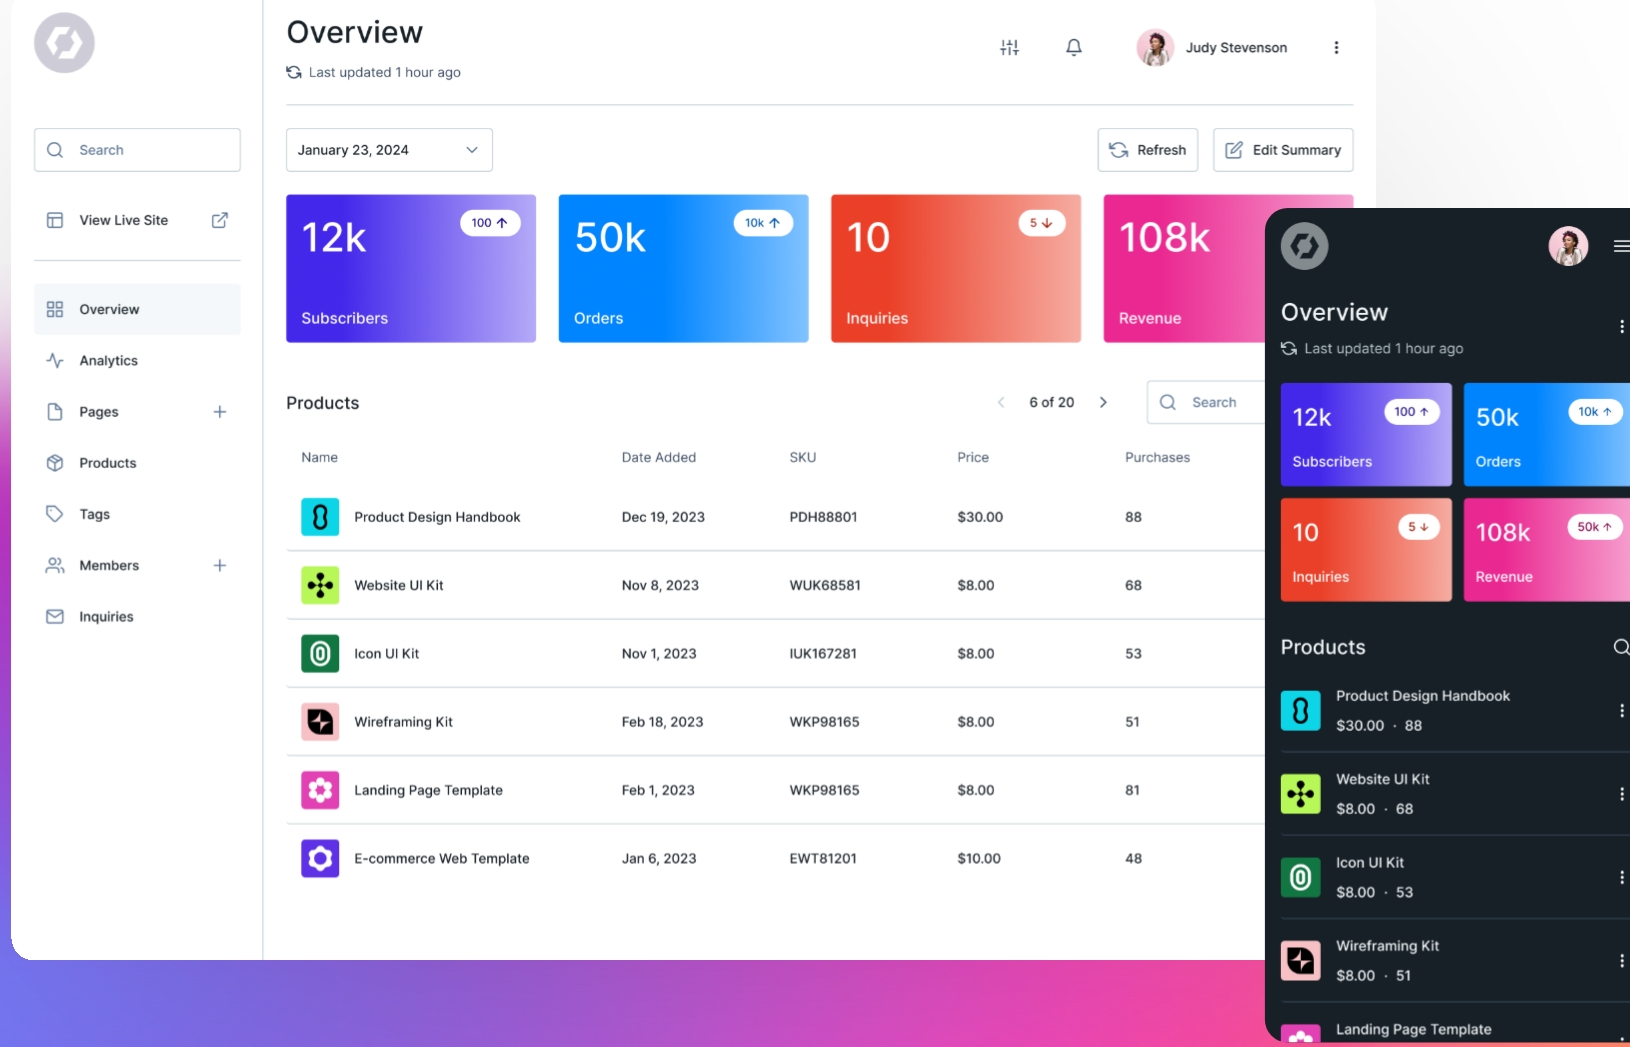 Overview
Last updated 1 hour ago
Judy Stevenson
Search
View Live Site
Overview
Analytics
Pages
Products
Tags
Members
Inquiries
January 23, 2024
Refresh
Edit Summary
12k
100
Subscribers
50k
10k
Orders
10
5
Inquiries
108k
Revenue
Products
6 of 20
Search
Name Date Added SKU Price Purchases
Product Design Handbook Dec 19, 2023 PDH88801 $30.00 88
Website UI Kit Nov 8, 2023 WUK68581 $8.00 68
Icon UI Kit Nov 1, 2023 IUK167281 $8.00 53
Wireframing Kit Feb 18, 2023 WKP98165 $8.00 51
Landing Page Template Feb 1, 2023 WKP98165 $8.00 81
E-commerce Web Template Jan 6, 2023 EWT81201 $10.00 48
Overview
Last updated 1 hour ago
12k
100
Subscribers
50k
10k
Orders
10
5
Inquiries
108k
50k
Revenue
Products
Product Design Handbook
$30.00 · 88
Website UI Kit
$8.00 · 68
Icon UI Kit
$8.00 · 53
Wireframing Kit
$8.00 · 51
Landing Page Template